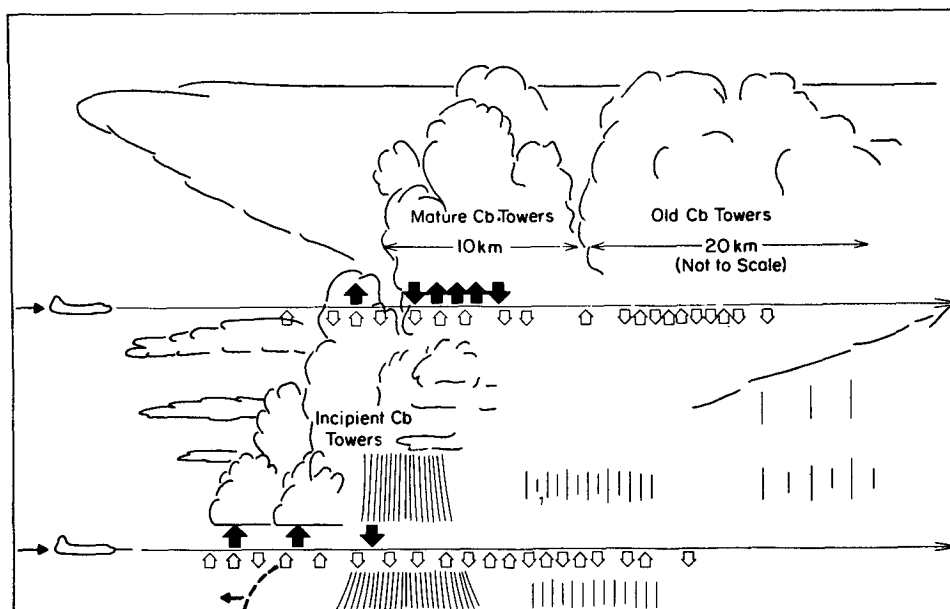 Mature Cb Towers
10 km
Old Cb Towers
20 km
(Not to Scale)
Incipient Cb
Towers